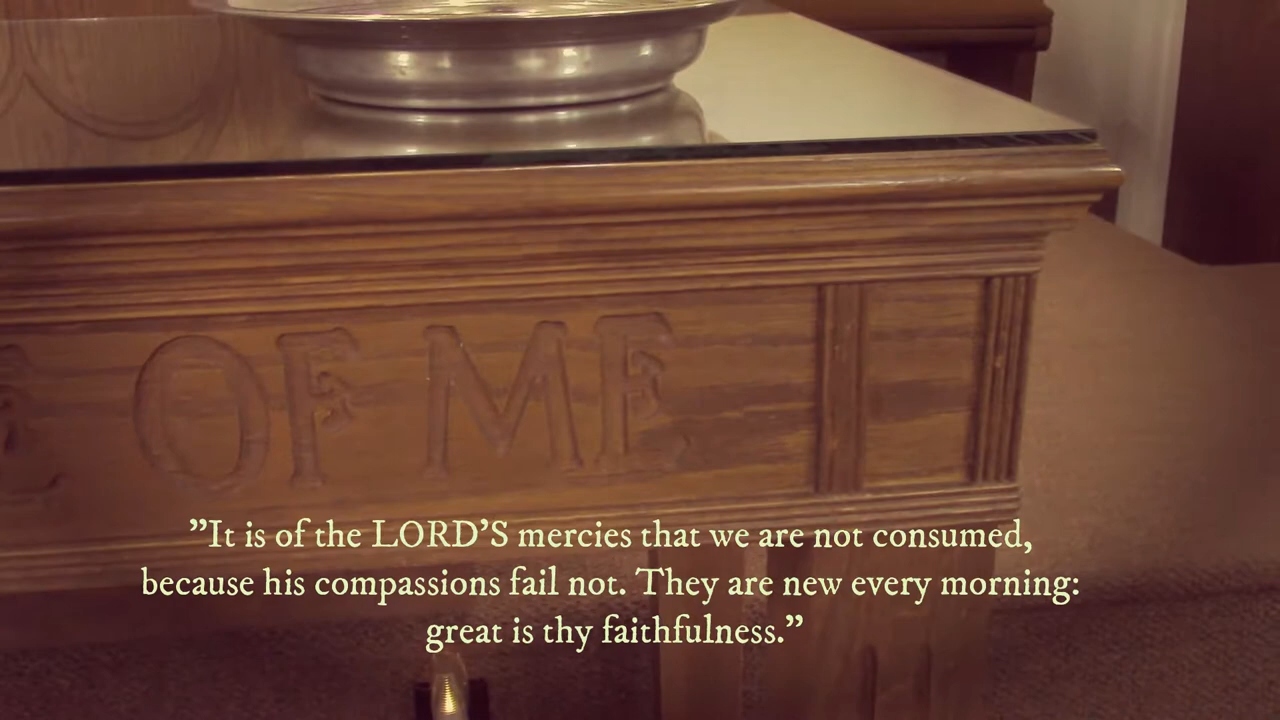 E OF ME
”It is of the LORD’S mercies that we are not consumed,
because his compassions fail not. They are new every morning:
great is thy faithfulness.”